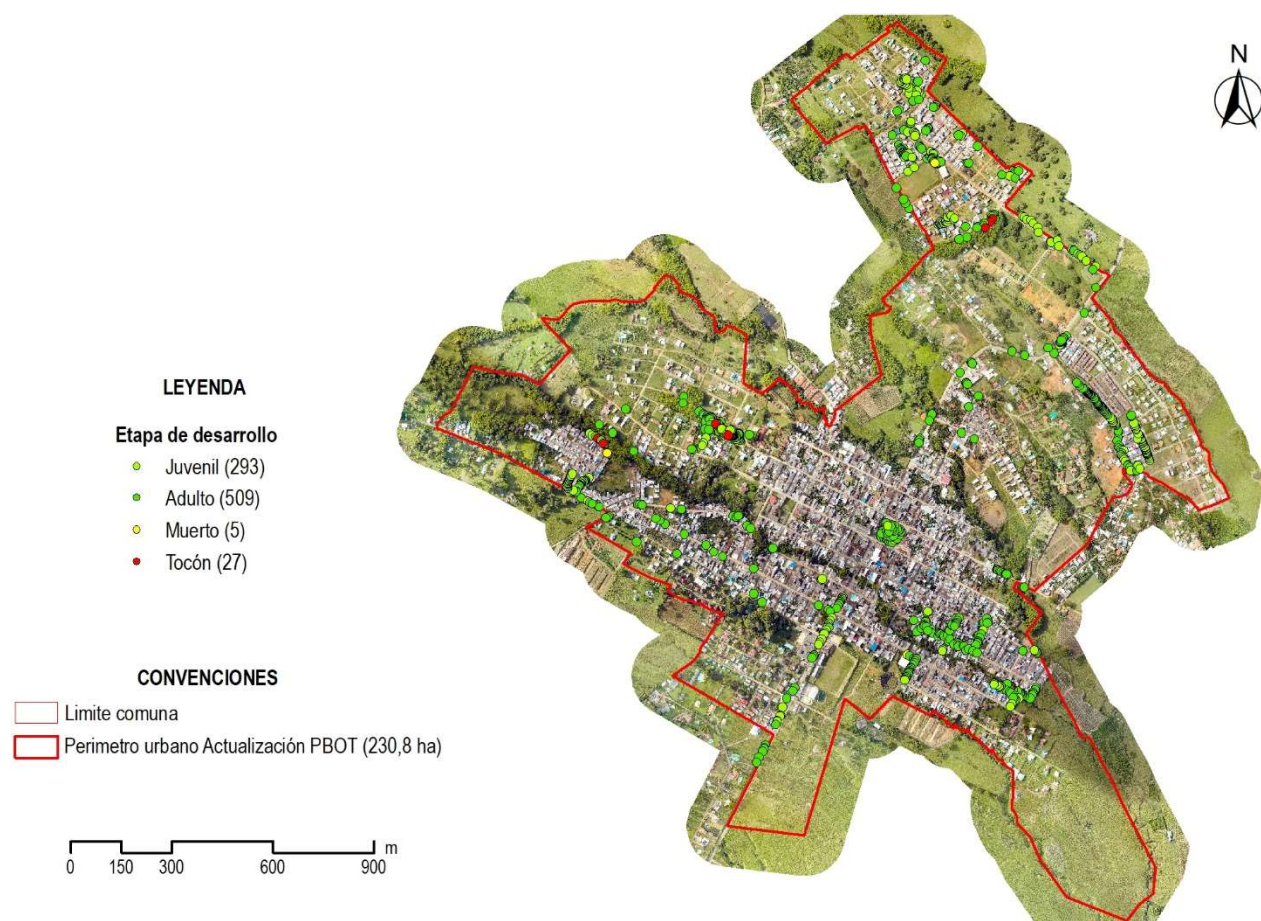 N
LEYENDA
Etapa de desarrollo
Juvenil (293)
Adulto (509)
Muerto (5)
Tocón (27)
CONVENCIONES
Limite comuna
Perimetro urbano Actualización PBOT (230,8 ha)
m
0 150 300 600 900